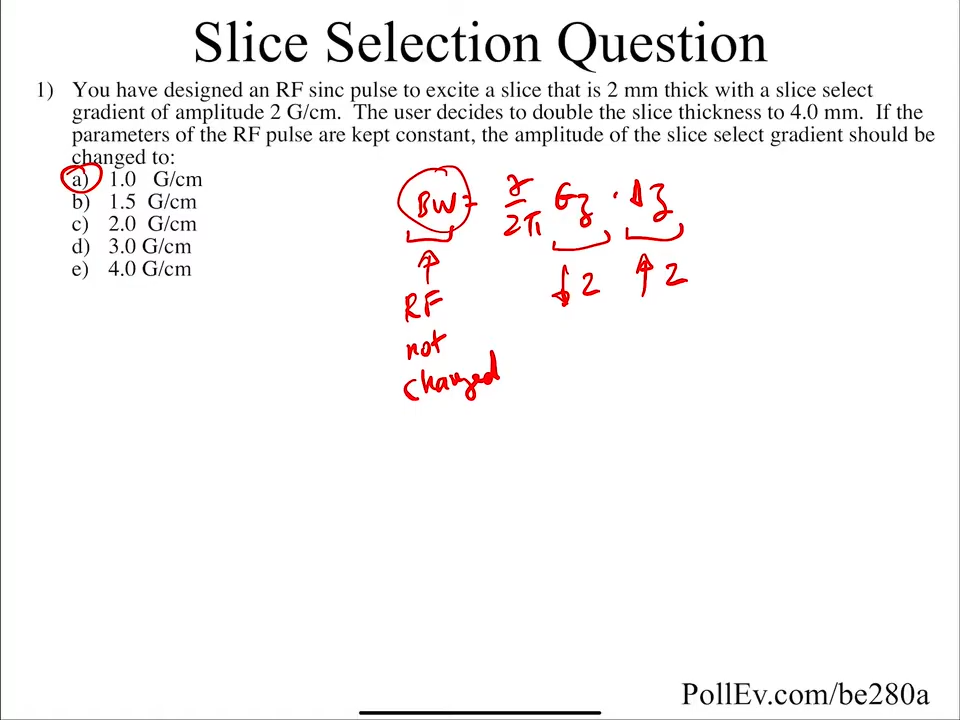 Slice Selection Question
1) You have designed an RF sinc pulse to excite a slice that is 2 mm thick with a slice select
gradient of amplitude 2 G/cm. The user decides to double the slice thickness to 4.0 mm. If the
parameters of the RF pulse are kept constant, the amplitude of the slice select gradient should be
changed to:
a) 1.0 G/cm
b) 1.5 G/cm
c) 2.0 G/cm
d) 3.0 G/cm
e) 4.0 G/cm
BW = γ/2π Gz · Δz
↓ 2 ↑ 2
↑
RF
not
changed
PollEv.com/be280a